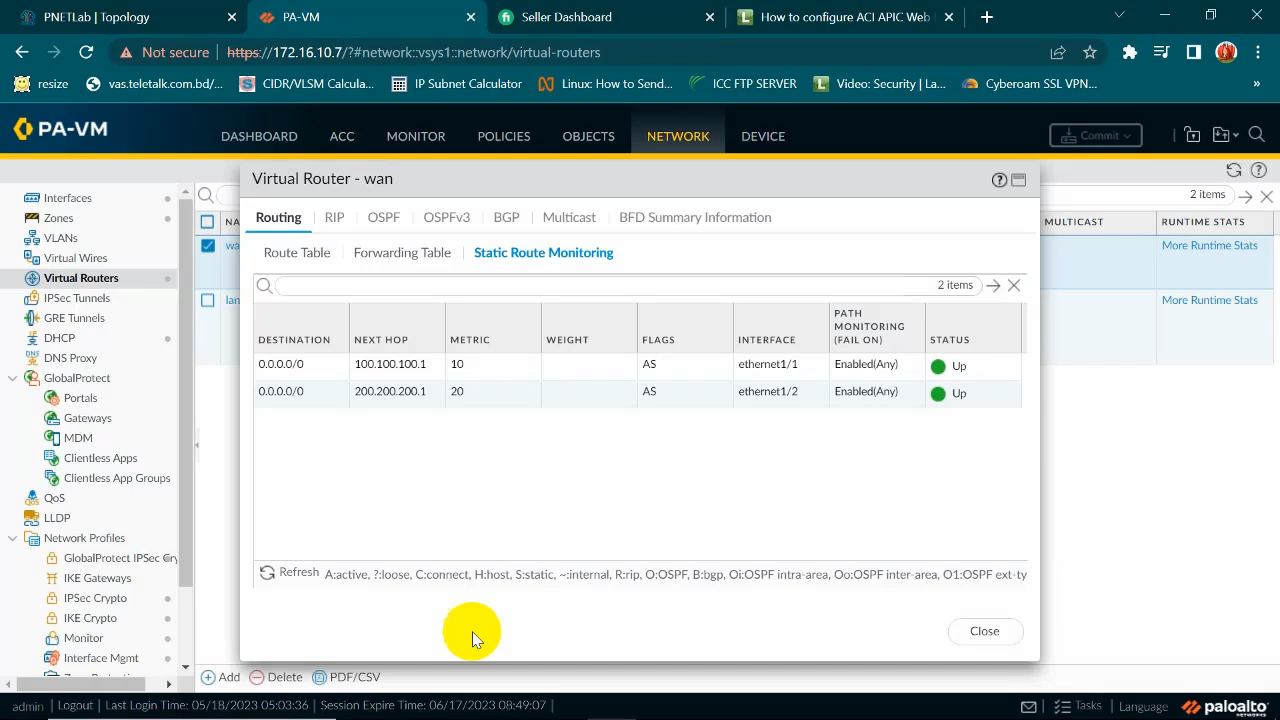 PNETLab | Topology
PA-VM
Seller Dashboard
How to configure ACI APIC Web
Not secure
https://172.16.10.7/?#network::vsys1::network/virtual-routers
resize
vas.teletalk.com.bd/...
CIDR/VLSM Calcula...
IP Subnet Calculator
Linux: How to Send...
ICC FTP SERVER
Video: Security | La...
Cyberoam SSL VPN...
»
PA-VM
DASHBOARD
ACC
MONITOR
POLICIES
OBJECTS
NETWORK
DEVICE
Commit
Interfaces
Zones
VLANs
Virtual Wires
Virtual Routers
IPSec Tunnels
GRE Tunnels
DHCP
DNS Proxy
GlobalProtect
Portals
Gateways
MDM
Clientless Apps
Clientless App Groups
QoS
LLDP
Network Profiles
GlobalProtect IPSec Cry
IKE Gateways
IPSec Crypto
IKE Crypto
Monitor
Interface Mgmt
2 items
NA
MULTICAST
RUNTIME STATS
wa
More Runtime Stats
lan
More Runtime Stats
Virtual Router - wan
Routing
RIP
OSPF
OSPFv3
BGP
Multicast
BFD Summary Information
Route Table
Forwarding Table
Static Route Monitoring
2 items
DESTINATION NEXT HOP METRIC WEIGHT FLAGS INTERFACE PATH MONITORING (FAIL ON) STATUS
0.0.0.0/0 100.100.100.1 10 AS ethernet1/1 Enabled(Any) Up
0.0.0.0/0 200.200.200.1 20 AS ethernet1/2 Enabled(Any) Up
Refresh A:active, ?:loose, C:connect, H:host, S:static, ~:internal, R:rip, O:OSPF, B:bgp, Oi:OSPF intra-area, Oo:OSPF inter-area, O1:OSPF ext-ty
Close
Add
Delete
PDF/CSV
admin | Logout | Last Login Time: 05/18/2023 05:03:36 | Session Expire Time: 06/17/2023 08:49:07
Tasks | Language
paloalto
NETWORKS